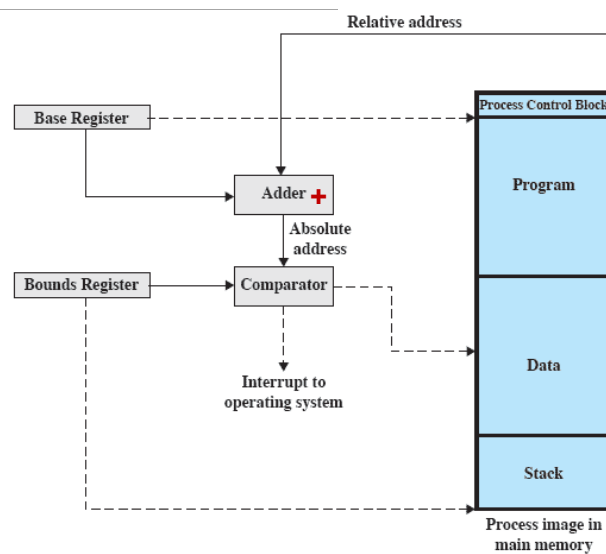 Relative address
Process Control Block
Base Register
Program
Adder +
Absolute
address
Bounds Register
Comparator
Interrupt to
operating system
Data
Stack
Process image in
main memory